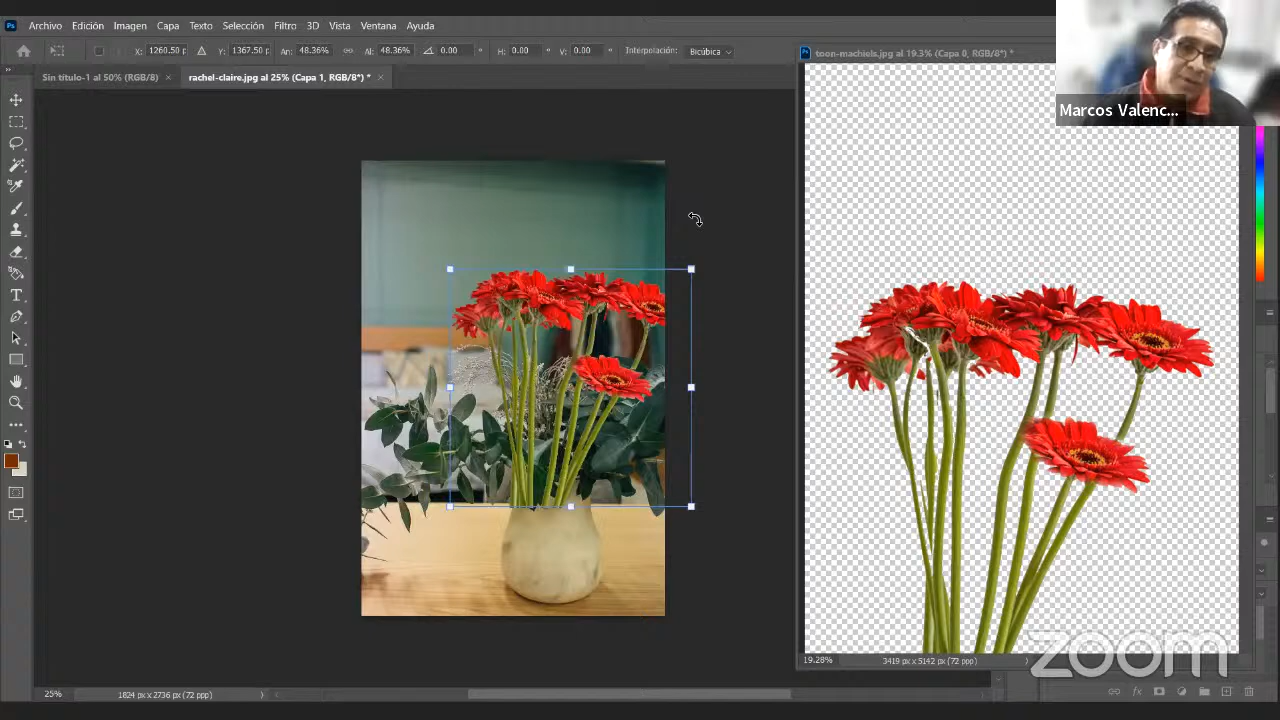 Ps Archivo Edición Imagen Capa Texto Selección Filtro 3D Vista Ventana Ayuda
X: 1260.50 p Y: 1367.50 p An: 48.36% Al: 48.36% 0.00 ° H: 0.00 ° V: 0.00 ° Interpolación: Bicúbica
Ps toon-machiels.jpg al 19.3% (Capa 0, RGB/8*) *
Sin título-1 al 50% (RGB/8) × rachel-claire.jpg al 25% (Capa 1, RGB/8*) * ×
Marcos Valenc...
19.28% 3419 px x 5142 px (72 ppp)
zoom
25% 1824 px x 2736 px (72 ppp)
fx